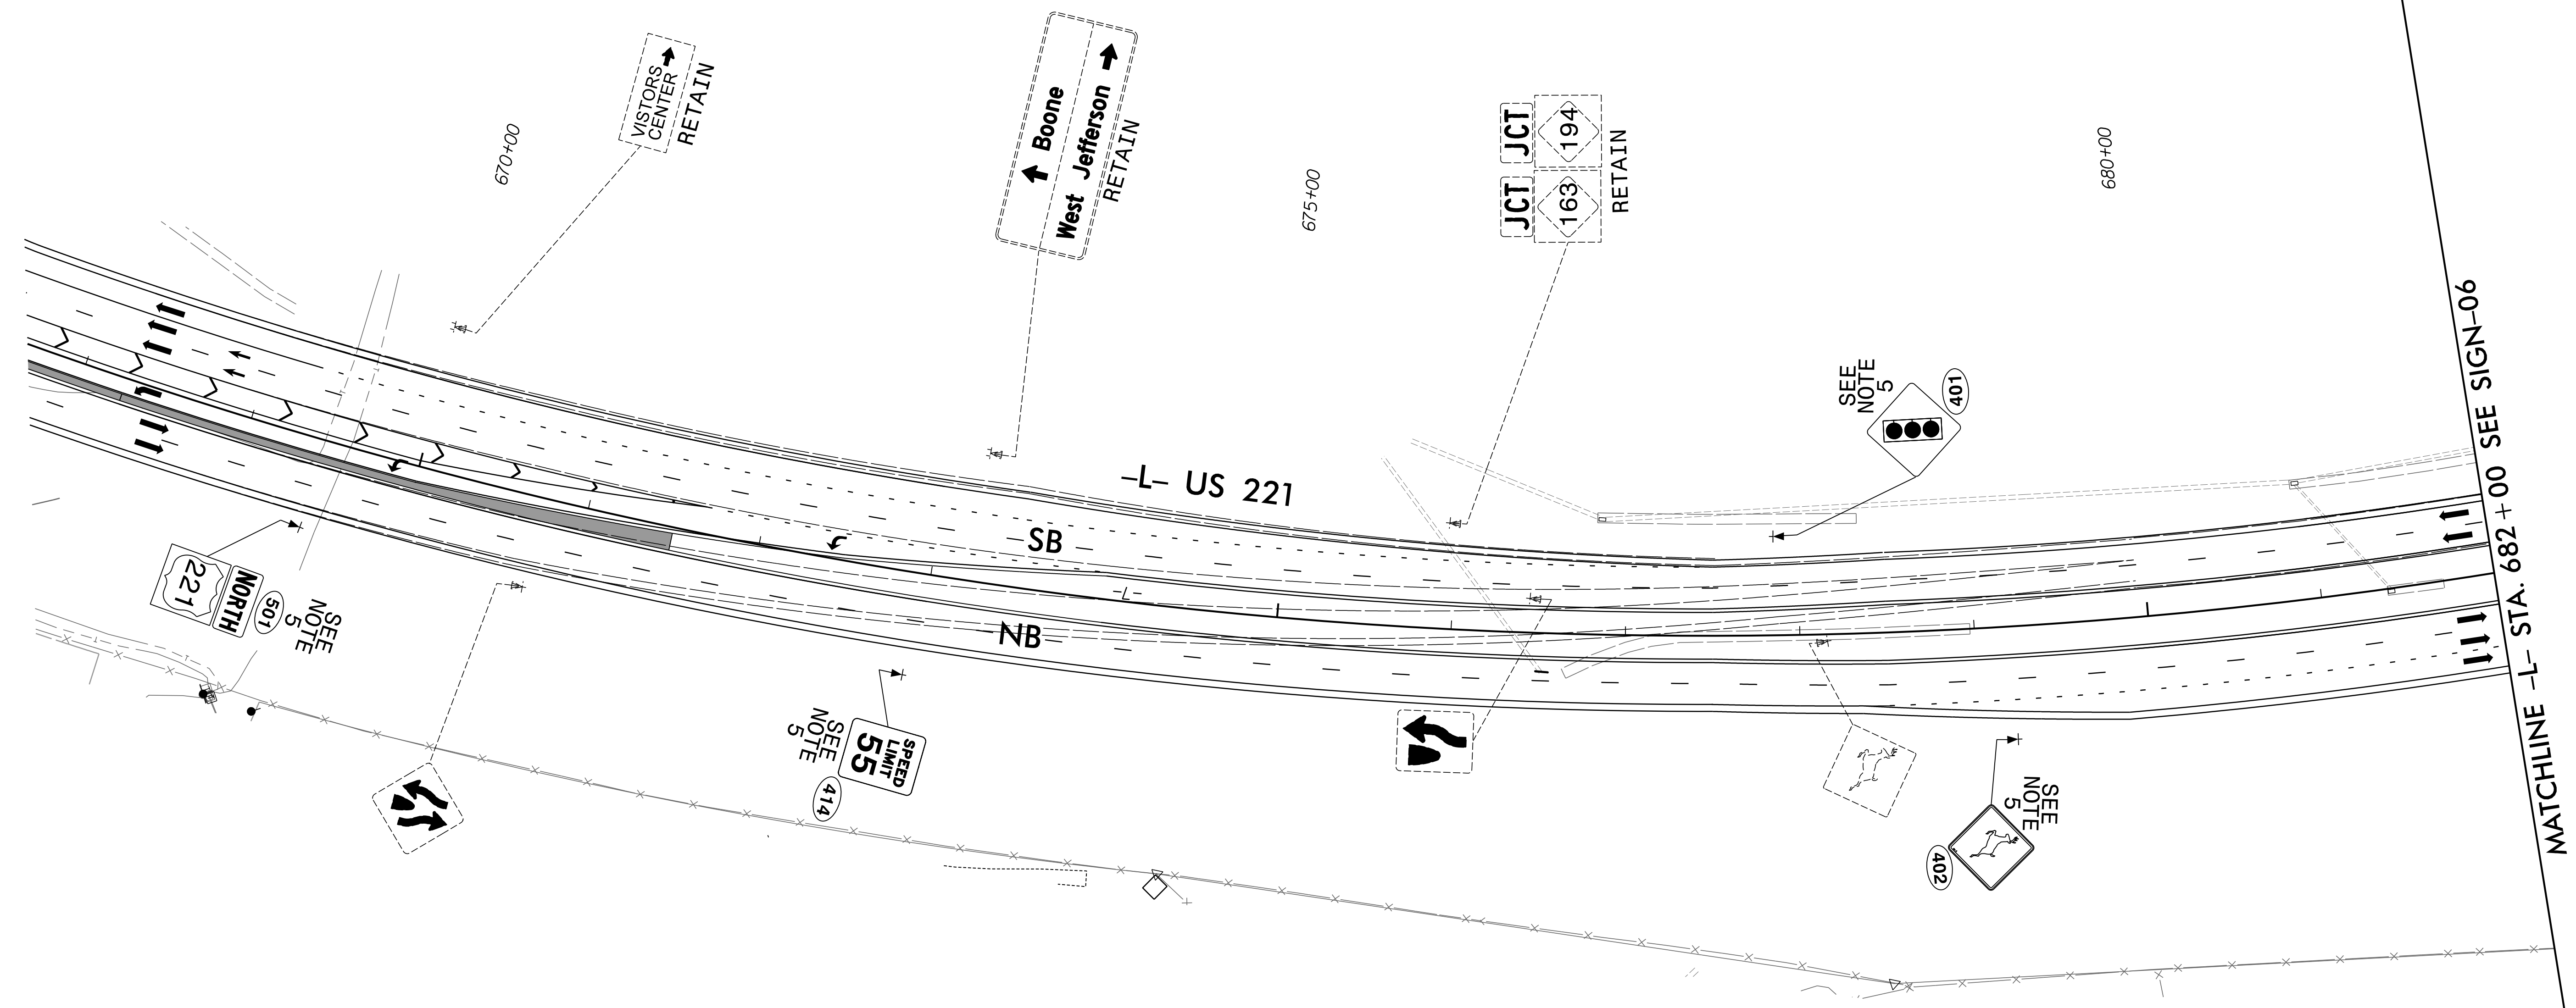 670+00
VISTORS
CENTER
RETAIN
Boone
West Jefferson
RETAIN
675+00
JCT
194
JCT
163
RETAIN
680+00
-L- US 221
SB
NB
L
SEE
NOTE
5
401
221
NORTH
501
SEE
NOTE
5
SPEED
LIMIT
55
SEE
NOTE
5
414
SEE
NOTE
5
402
MATCHLINE -L- STA. 682+00 SEE SIGN-06